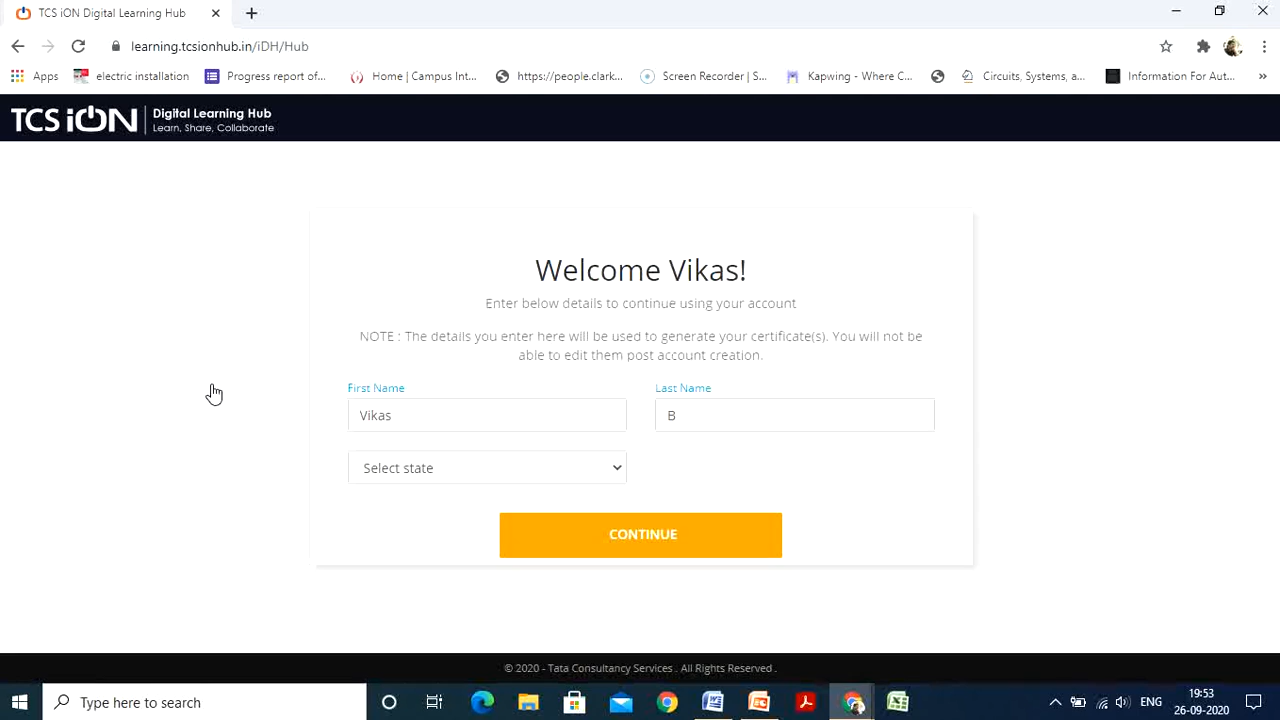 TCS iON Digital Learning Hub
learning.tcsionhub.in/iDH/Hub
Apps electric installation Progress report of... Home | Campus Int... https://people.clark... Screen Recorder | S... Kapwing - Where C... Circuits, Systems, a... Information For Aut... »
TCS iON Digital Learning Hub
Learn, Share, Collaborate
Welcome Vikas!
Enter below details to continue using your account
NOTE : The details you enter here will be used to generate your certificate(s). You will not be
able to edit them post account creation.
First Name Last Name
Vikas B
Select state
CONTINUE
© 2020 - Tata Consultancy Services . All Rights Reserved .
Type here to search ENG 19:53
26-09-2020